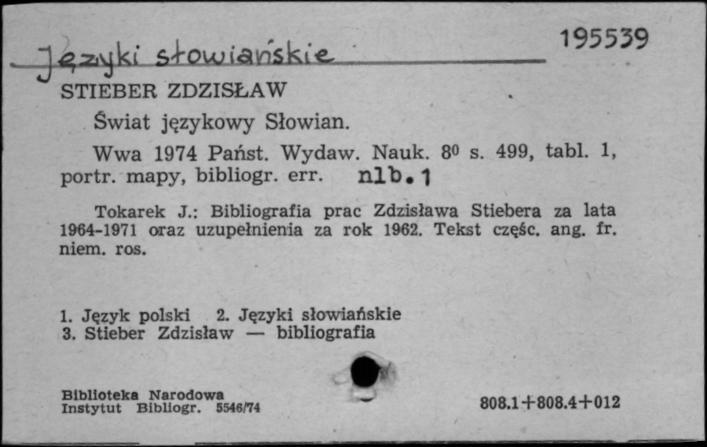 195539
Języki słowiańskie
STIEBER ZDZISŁAW
Świat językowy Słowian.
Wwa 1974 Państ. Wydaw. Nauk. 8⁰ s. 499, tabl. 1,
portr. mapy, bibliogr. err. nlb. 1
Tokarek J.: Bibliografia prac Zdzisława Stiebera za lata
1964-1971 oraz uzupełnienia za rok 1962. Tekst częśc. ang. fr.
niem. ros.
1. Język polski 2. Języki słowiańskie
3. Stieber Zdzisław — bibliografia
Biblioteka Narodowa
Instytut Bibliogr. 5546/74
808.1+808.4+012